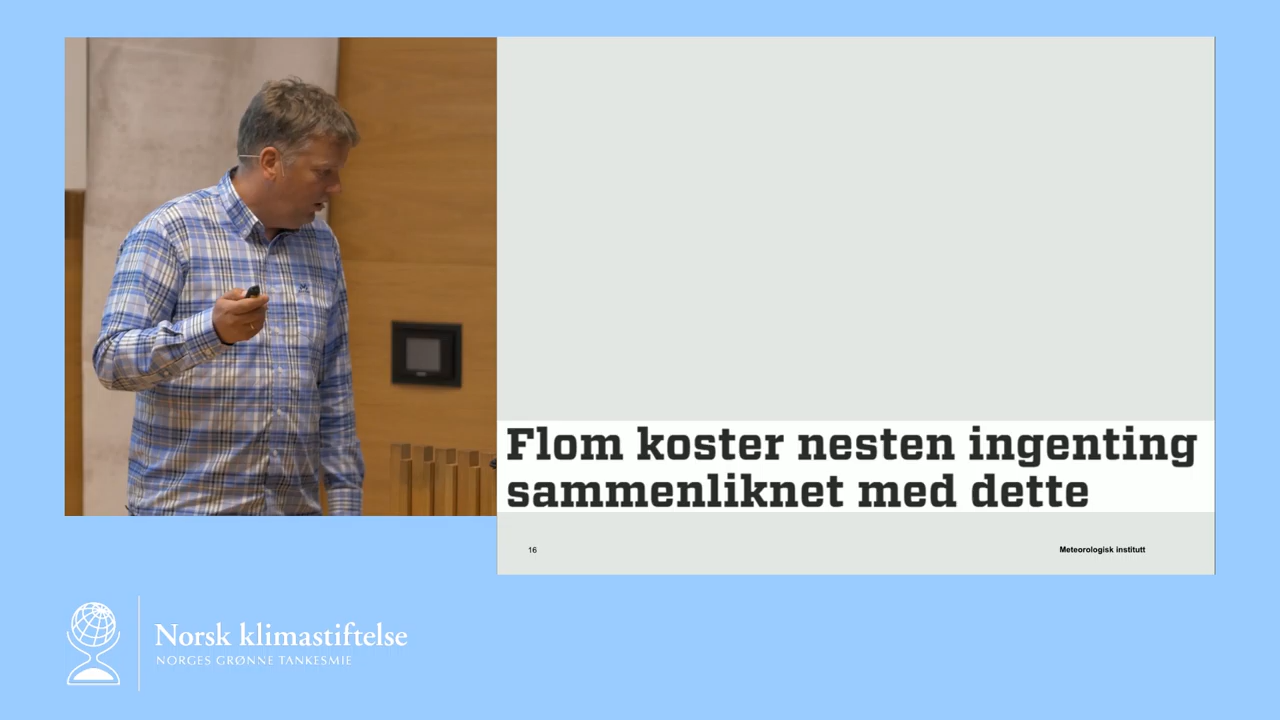 Flom koster nesten ingenting
sammenliknet med dette
16
Meteorologisk institutt
Norsk klimastiftelse
NORGES GRØNNE TANKESMIE